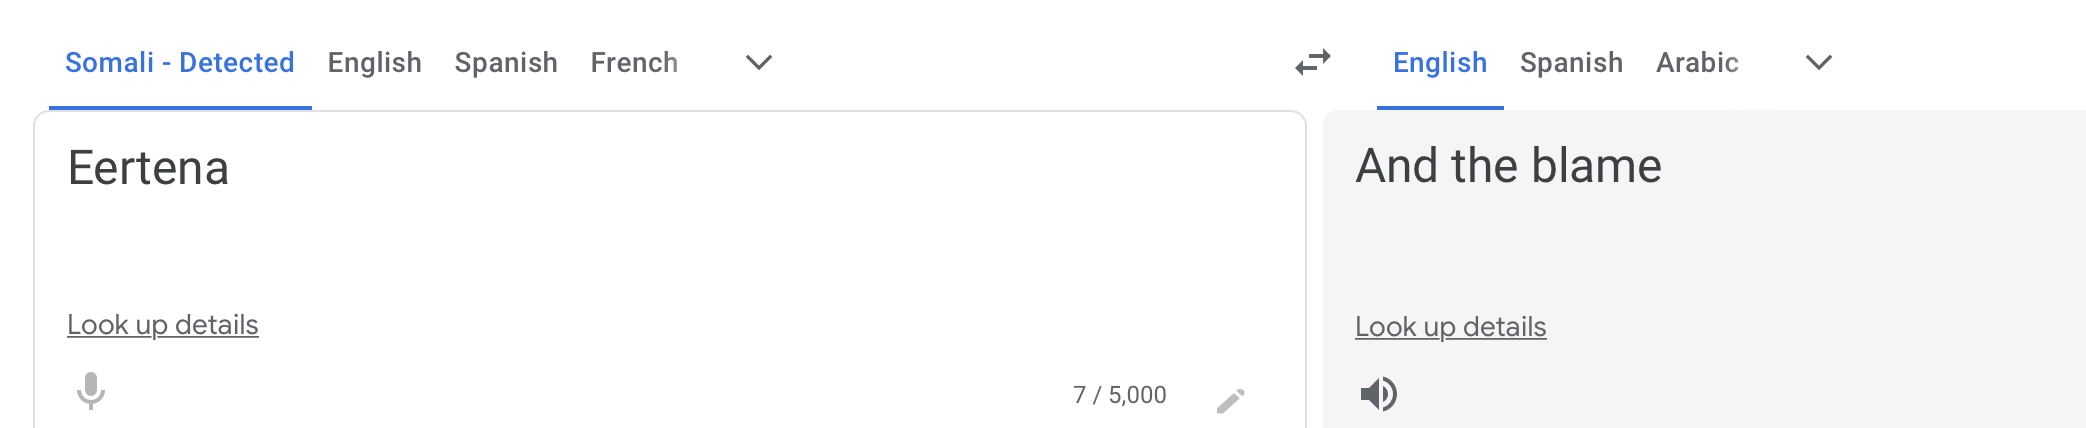 Somali - Detected English Spanish French English Spanish Arabic
Eertena
And the blame
Look up details
Look up details
7 / 5,000